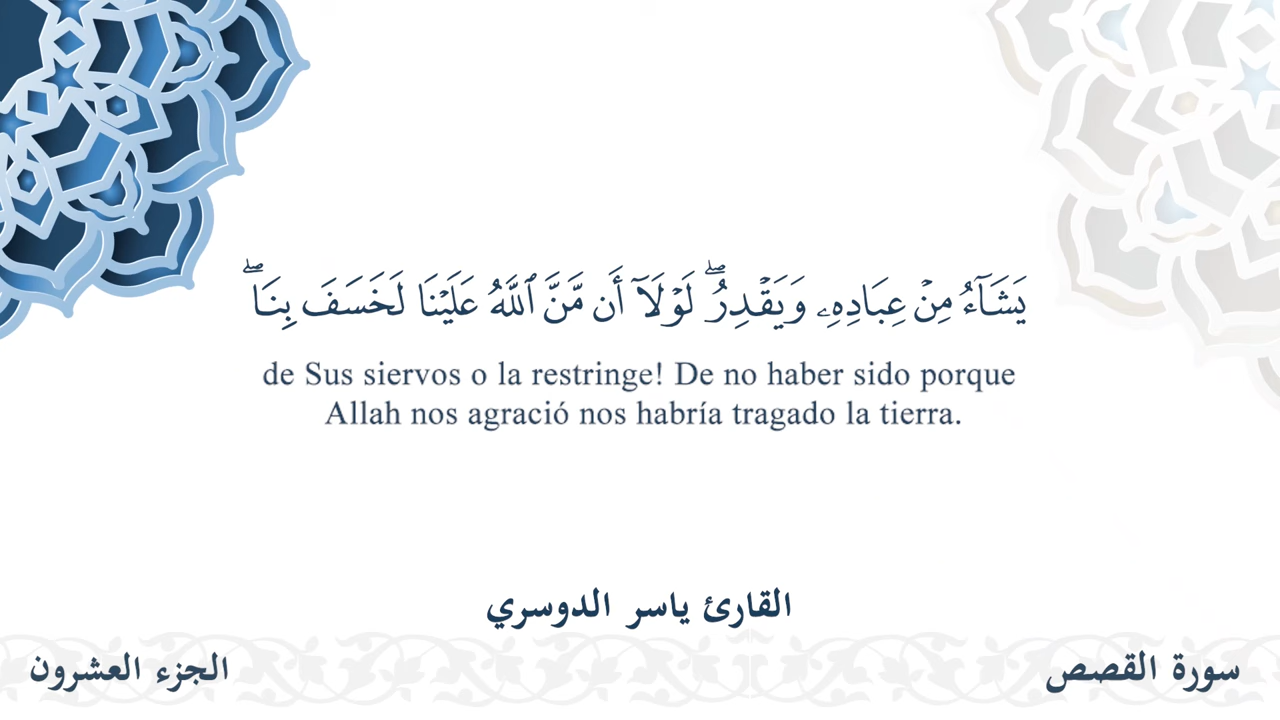 يَشَآءُ مِنْ عِبَادِهِۦ وَيَقْدِرُ ۖ لَوْلَآ أَن مَّنَّ ٱللَّهُ عَلَيْنَا لَخَسَفَ بِنَا ۖ
de Sus siervos o la restringe! De no haber sido porque
Allah nos agració nos habría tragado la tierra.
القارئ ياسر الدوسري
سورة القصص
الجزء العشرون